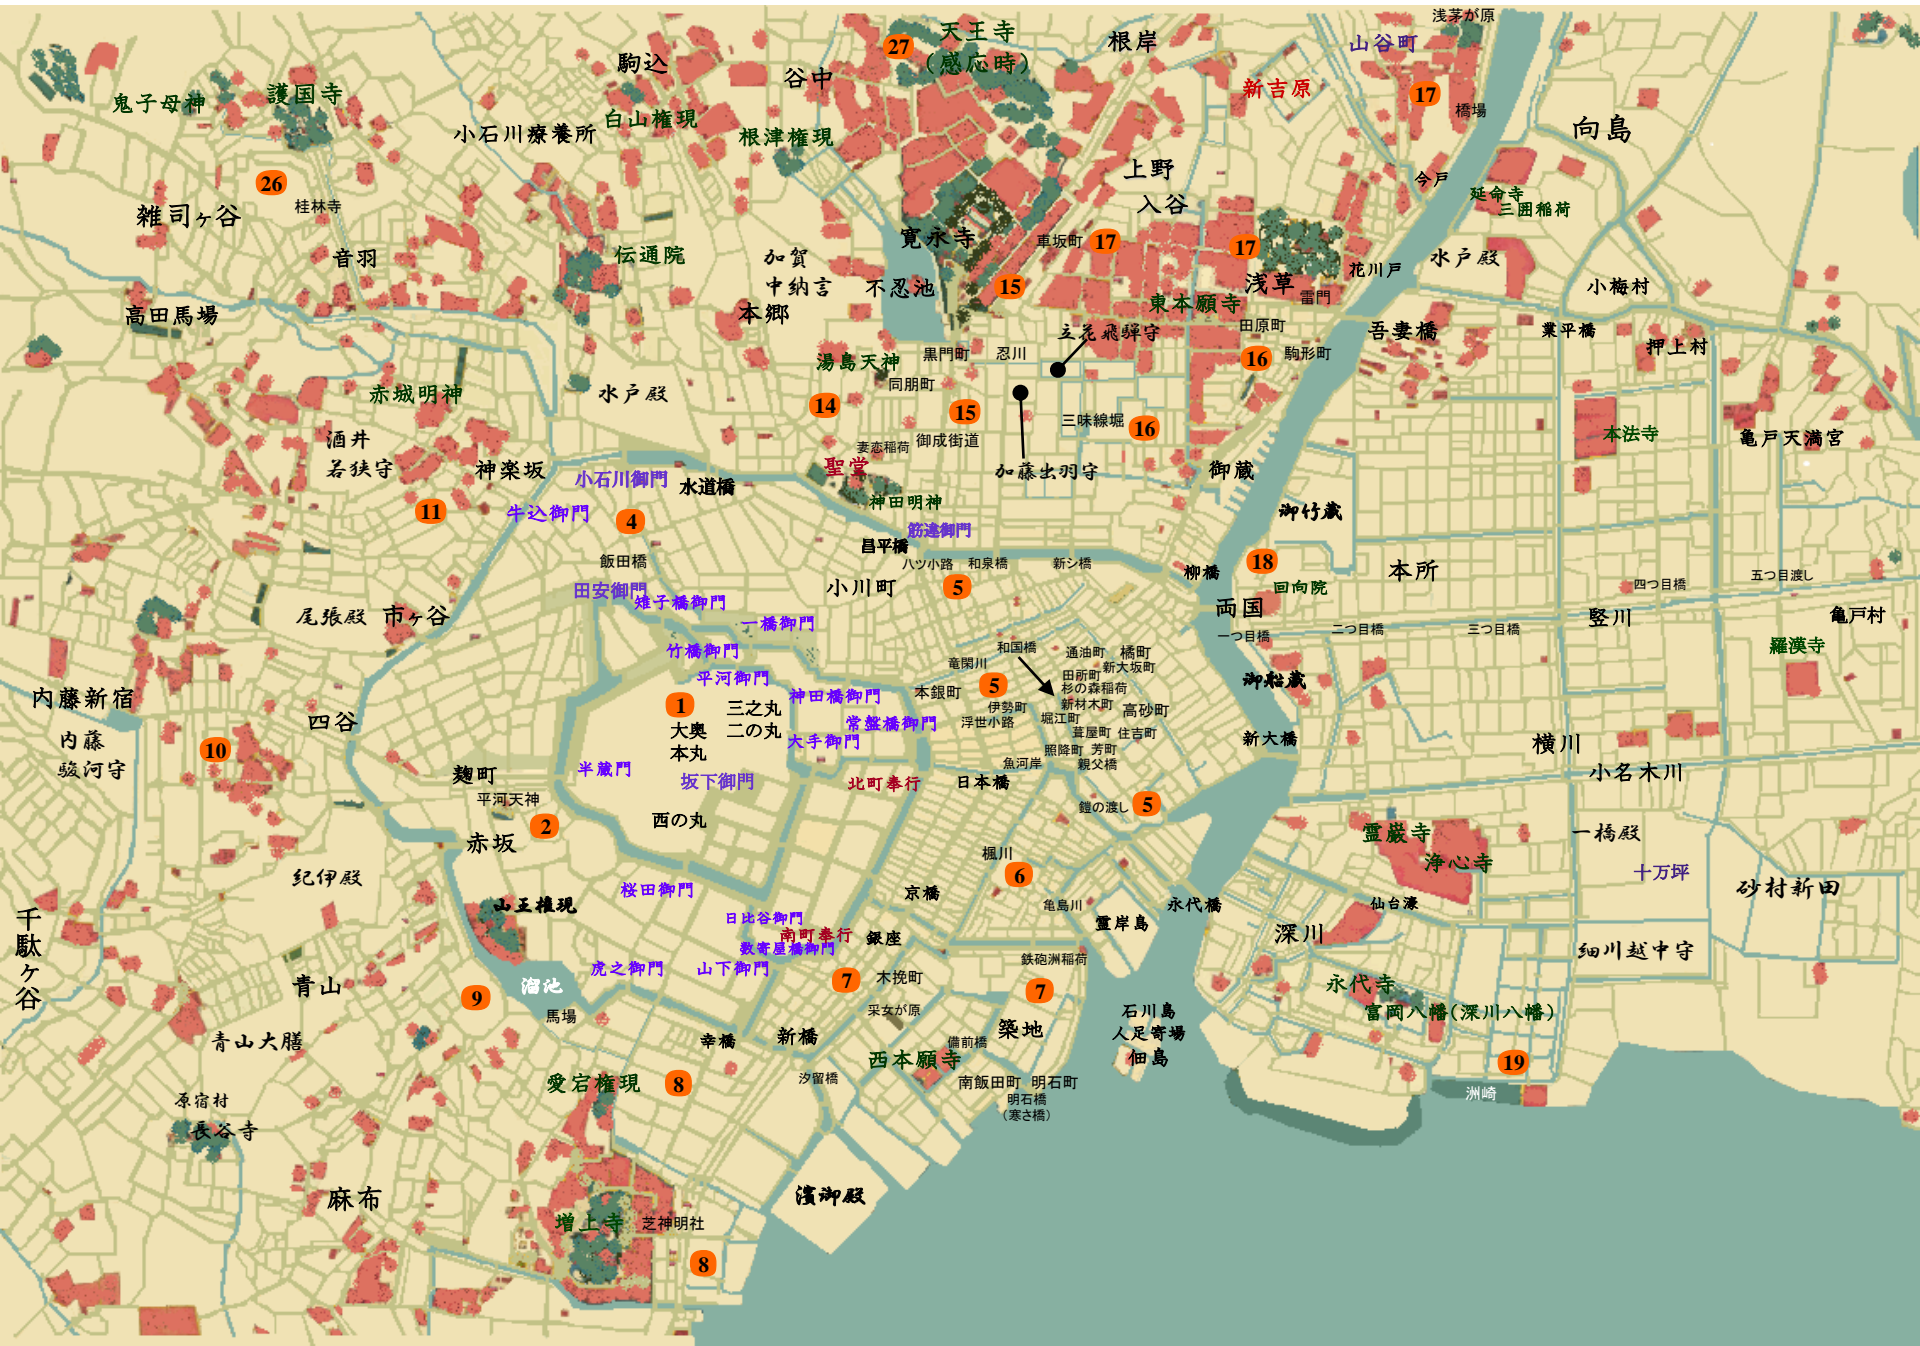 浅茅が原
天王寺
(感応時)
27
根岸
山谷町
駒込
谷中
新吉原
17
橋場
鬼子母神
護国寺
白山権現
小石川療養所
根津権現
向島
上野
入谷
今戸
延命寺
三囲稲荷
26
桂林寺
雑司ヶ谷
音羽
伝通院
加賀
中納言
本郷
寛永寺
不忍池
車坂町
17
17
15
浅草
雷門
花川戸
水戸殿
小梅村
高田馬場
東本願寺
田原町
立花飛騨守
吾妻橋
業平橋
押上村
湯島天神
黒門町
忍川
16
駒形町
同朋町
赤城明神
水戸殿
14
15
三味線堀
16
御成街道
妻恋稲荷
酒井
若狭守
神楽坂
聖堂
加藤出羽守
御蔵
本法寺
亀戸天満宮
小石川御門
水道橋
神田明神
11
牛込御門
4
筋違御門
御竹蔵
昌平橋
飯田橋
八ツ小路
和泉橋
新シ橋
柳橋
18
本所
田安御門
雉子橋御門
小川町
5
回向院
四つ目橋
五つ目渡し
両国
尾張殿
市ヶ谷
一橋御門
一つ目橋
二つ目橋
三つ目橋
竪川
亀戸村
竹橋御門
和国橋
通油町
橘町
羅漢寺
竜閑川
新大坂町
田所町
平河御門
杉の森稲荷
御船蔵
内藤新宿
神田橋御門
本銀町
5
新材木町
伊勢町
高砂町
1
三之丸
浮世小路
堀江町
四谷
大奥
二の丸
常盤橋御門
葺屋町
住吉町
新大橋
内藤
駿河守
10
本丸
大手御門
照降町
芳町
横川
魚河岸
親父橋
麹町
半蔵門
坂下御門
北町奉行
日本橋
小名木川
平河天神
2
鎧の渡し
5
西の丸
赤坂
霊巌寺
一橋殿
楓川
浄心寺
6
紀伊殿
桜田御門
京橋
亀島川
永代橋
仙台濠
十万坪
砂村新田
山王権現
日比谷御門
霊岸島
千駄ヶ谷
南町奉行
銀座
深川
数寄屋橋御門
細川越中守
虎之御門
山下御門
鉄砲洲稲荷
青山
溜池
7
木挽町
7
永代寺
9
馬場
采女が原
石川島
富岡八幡(深川八幡)
築地
人足寄場
青山大膳
幸橋
新橋
備前橋
佃島
西本願寺
19
愛宕権現
8
汐留橋
南飯田町
明石町
洲崎
原宿村
明石橋
(寒さ橋)
長谷寺
麻布
濱御殿
増上寺
芝神明社
8